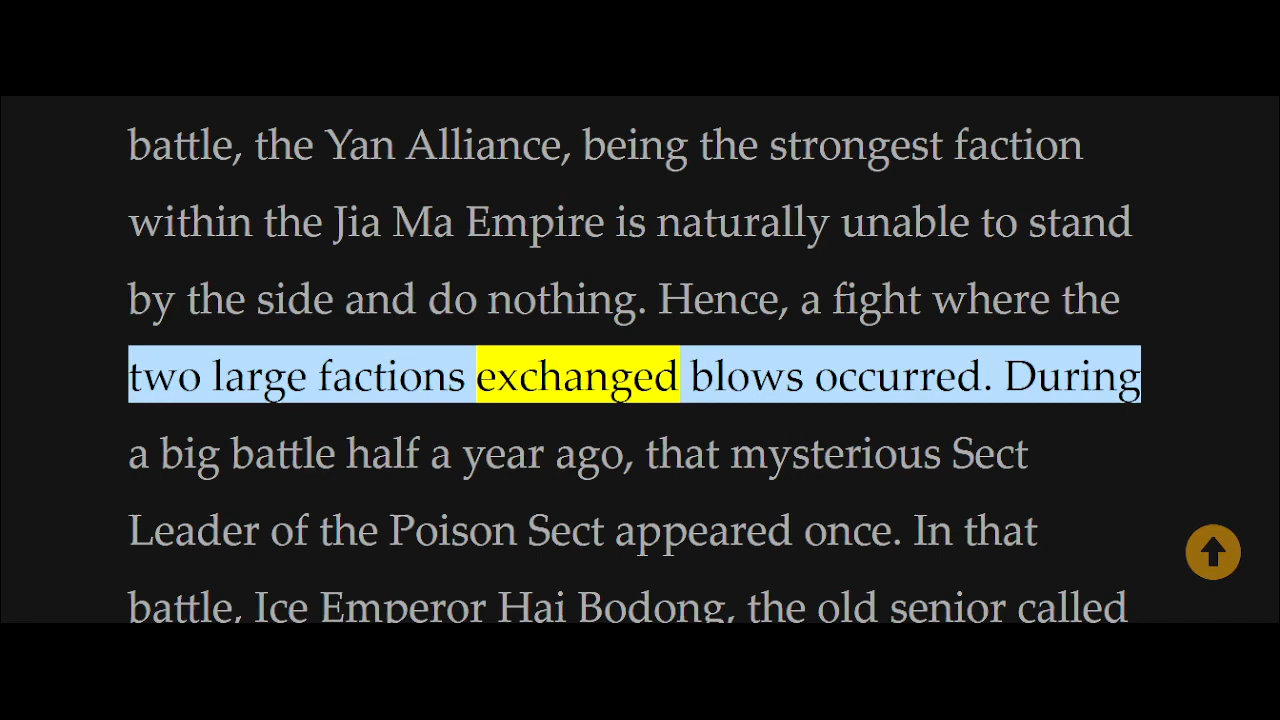 battle, the Yan Alliance, being the strongest faction
within the Jia Ma Empire is naturally unable to stand
by the side and do nothing. Hence, a fight where the
two large factions exchanged blows occurred. During
a big battle half a year ago, that mysterious Sect
Leader of the Poison Sect appeared once. In that
battle, Ice Emperor Hai Bodong, the old senior called